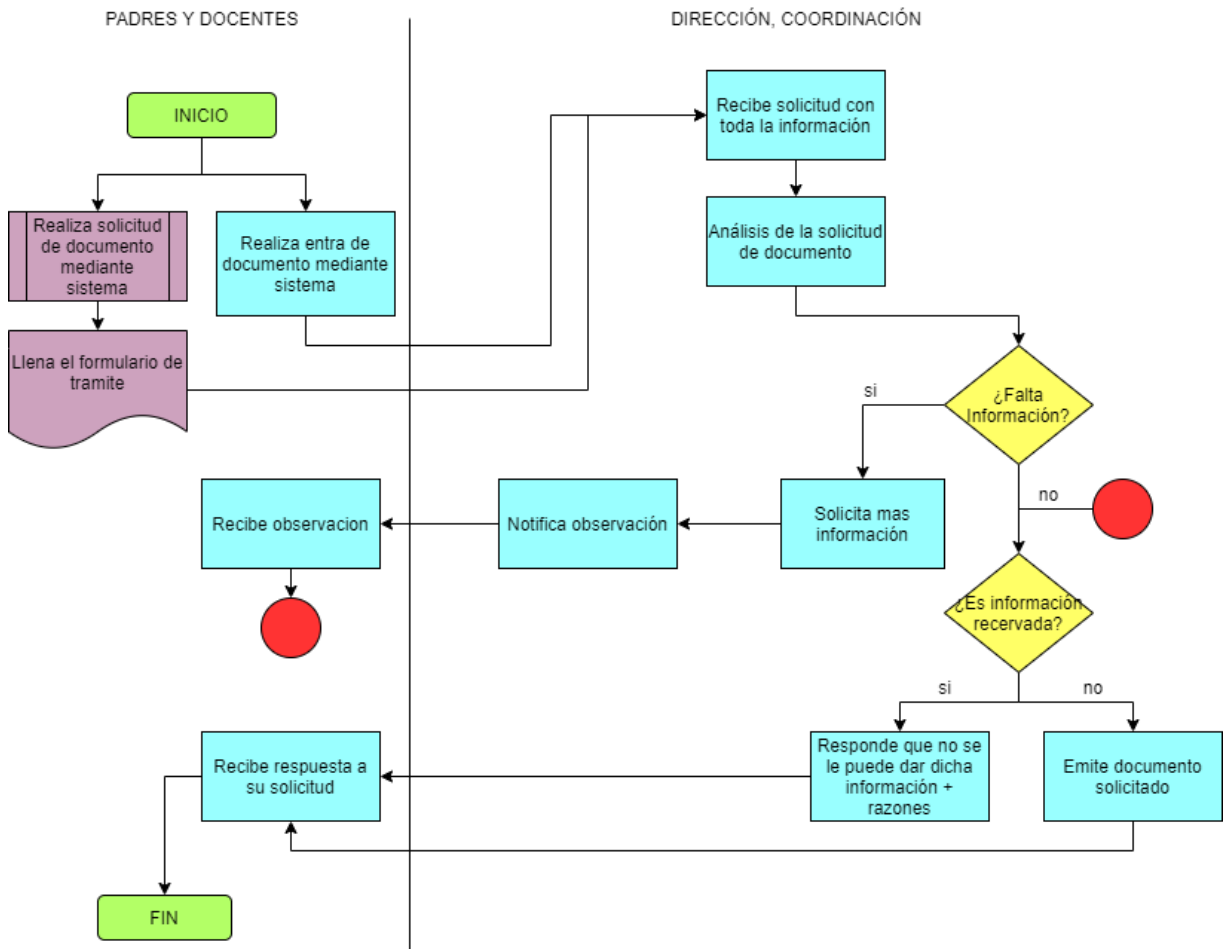 PADRES Y DOCENTES
DIRECCIÓN, COORDINACIÓN
INICIO
Recibe solicitud con
toda la información
Realiza solicitud
de documento
mediante
sistema
Realiza entra de
documento mediante
sistema
Análisis de la solicitud
de documento
Llena el formulario de
tramite
¿Falta
Información?
si
no
Recibe observacion
Notifica observación
Solicita mas
información
¿Es información
recervada?
si
no
Recibe respuesta a
su solicitud
Responde que no se
le puede dar dicha
información +
razones
Emite documento
solicitado
FIN